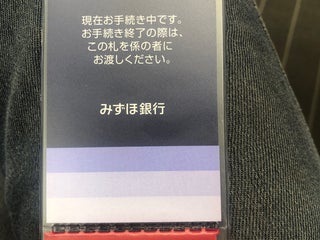 現在お手続き中です。
お手続き終了の際は、
この札を係の者に
お渡しください。
みずほ銀行